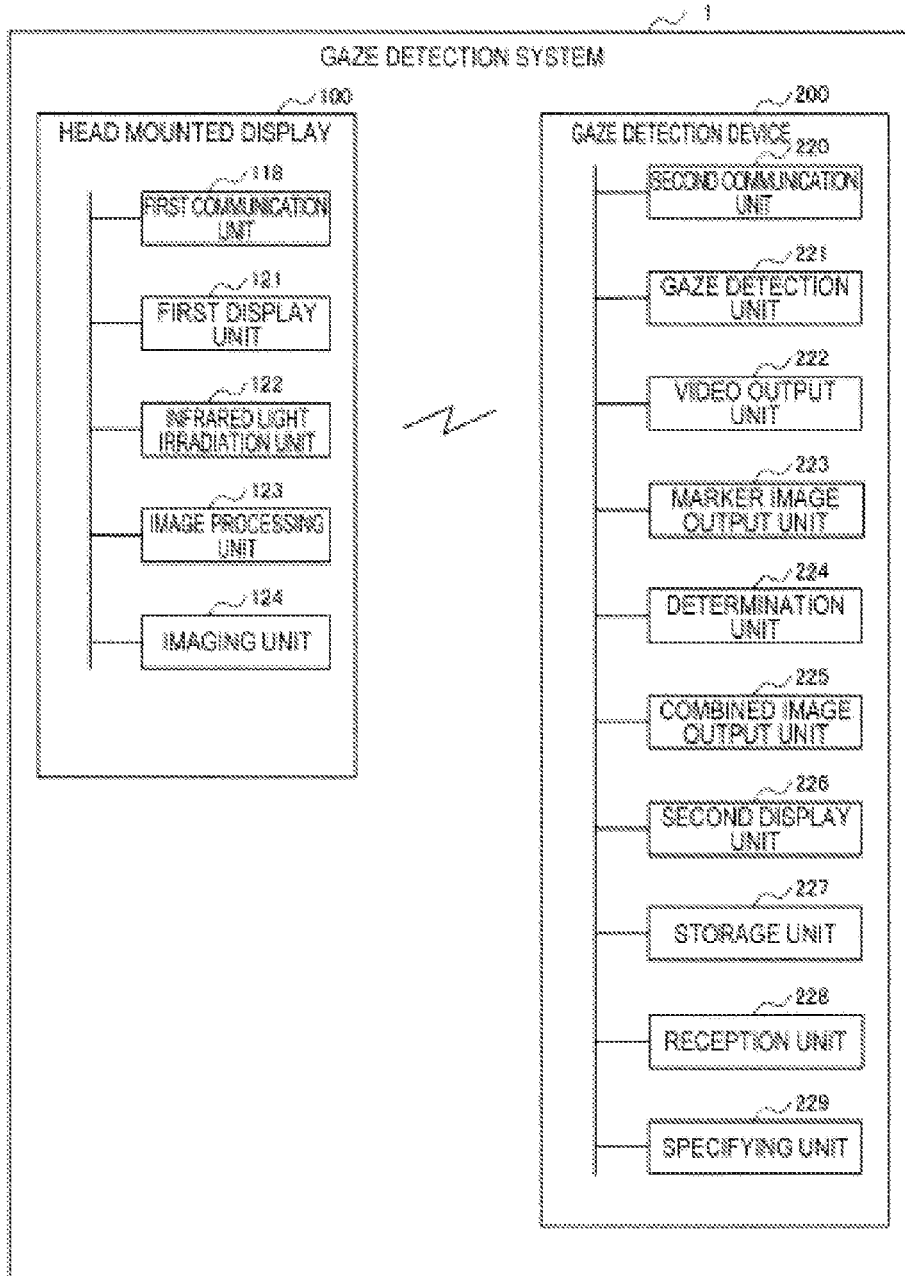 1
GAZE DETECTION SYSTEM
100
HEAD MOUNTED DISPLAY
118
FIRST COMMUNICATION
UNIT
121
FIRST DISPLAY
UNIT
122
INFRARED LIGHT
IRRADIATION UNIT
123
IMAGE PROCESSING
UNIT
124
IMAGING UNIT
200
GAZE DETECTION DEVICE
220
SECOND COMMUNICATION
UNIT
221
GAZE DETECTION
UNIT
222
VIDEO OUTPUT
UNIT
223
MARKER IMAGE
OUTPUT UNIT
224
DETERMINATION
UNIT
225
COMBINED IMAGE
OUTPUT UNIT
226
SECOND DISPLAY
UNIT
227
STORAGE UNIT
228
RECEPTION UNIT
229
SPECIFYING UNIT